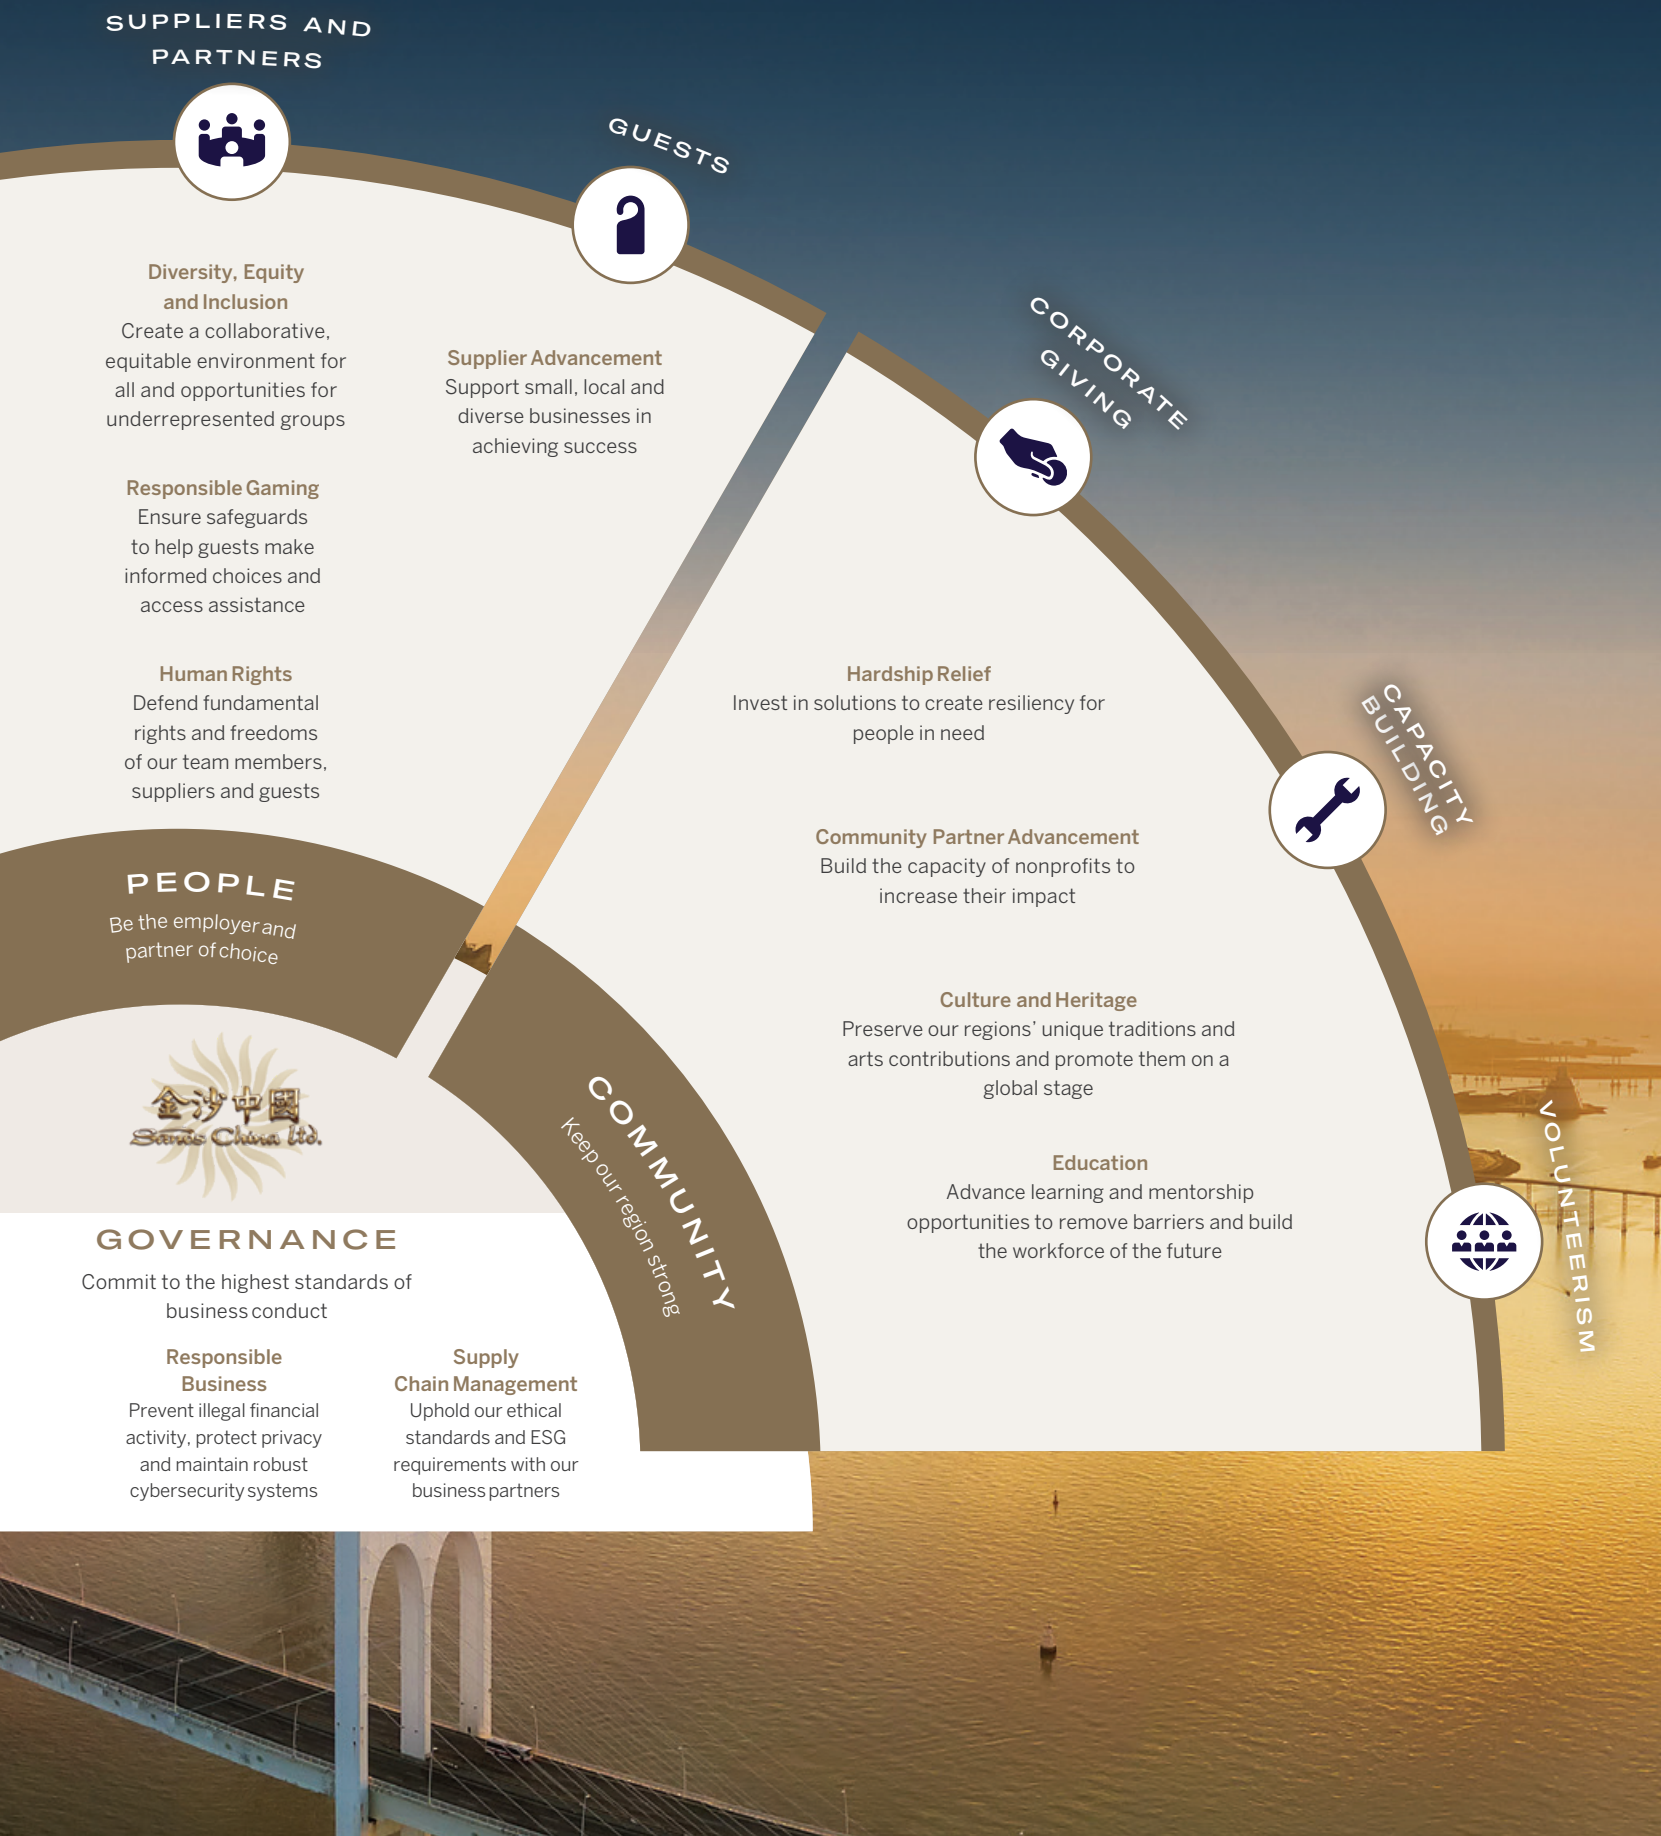 SUPPLIERS AND
PARTNERS
GUESTS
Diversity, Equity
and Inclusion
Create a collaborative,
equitable environment for
all and opportunities for
underrepresented groups
Supplier Advancement
Support small, local and
diverse businesses in
achieving success
Responsible Gaming
Ensure safeguards
to help guests make
informed choices and
access assistance
Human Rights
Defend fundamental
rights and freedoms
of our team members,
suppliers and guests
PEOPLE
Be the employer and
partner of choice
CORPORATE
GIVING
CAPACITY
BUILDING
VOLUNTEERISM
Hardship Relief
Invest in solutions to create resiliency for
people in need
Community Partner Advancement
Build the capacity of nonprofits to
increase their impact
Culture and Heritage
Preserve our regions’ unique traditions and
arts contributions and promote them on a
global stage
Education
Advance learning and mentorship
opportunities to remove barriers and build
the workforce of the future
COMMUNITY
Keep our region strong
金沙中國
Sands China Ltd.
GOVERNANCE
Commit to the highest standards of
business conduct
Responsible
Business
Prevent illegal financial
activity, protect privacy
and maintain robust
cybersecurity systems
Supply
Chain Management
Uphold our ethical
standards and ESG
requirements with our
business partners